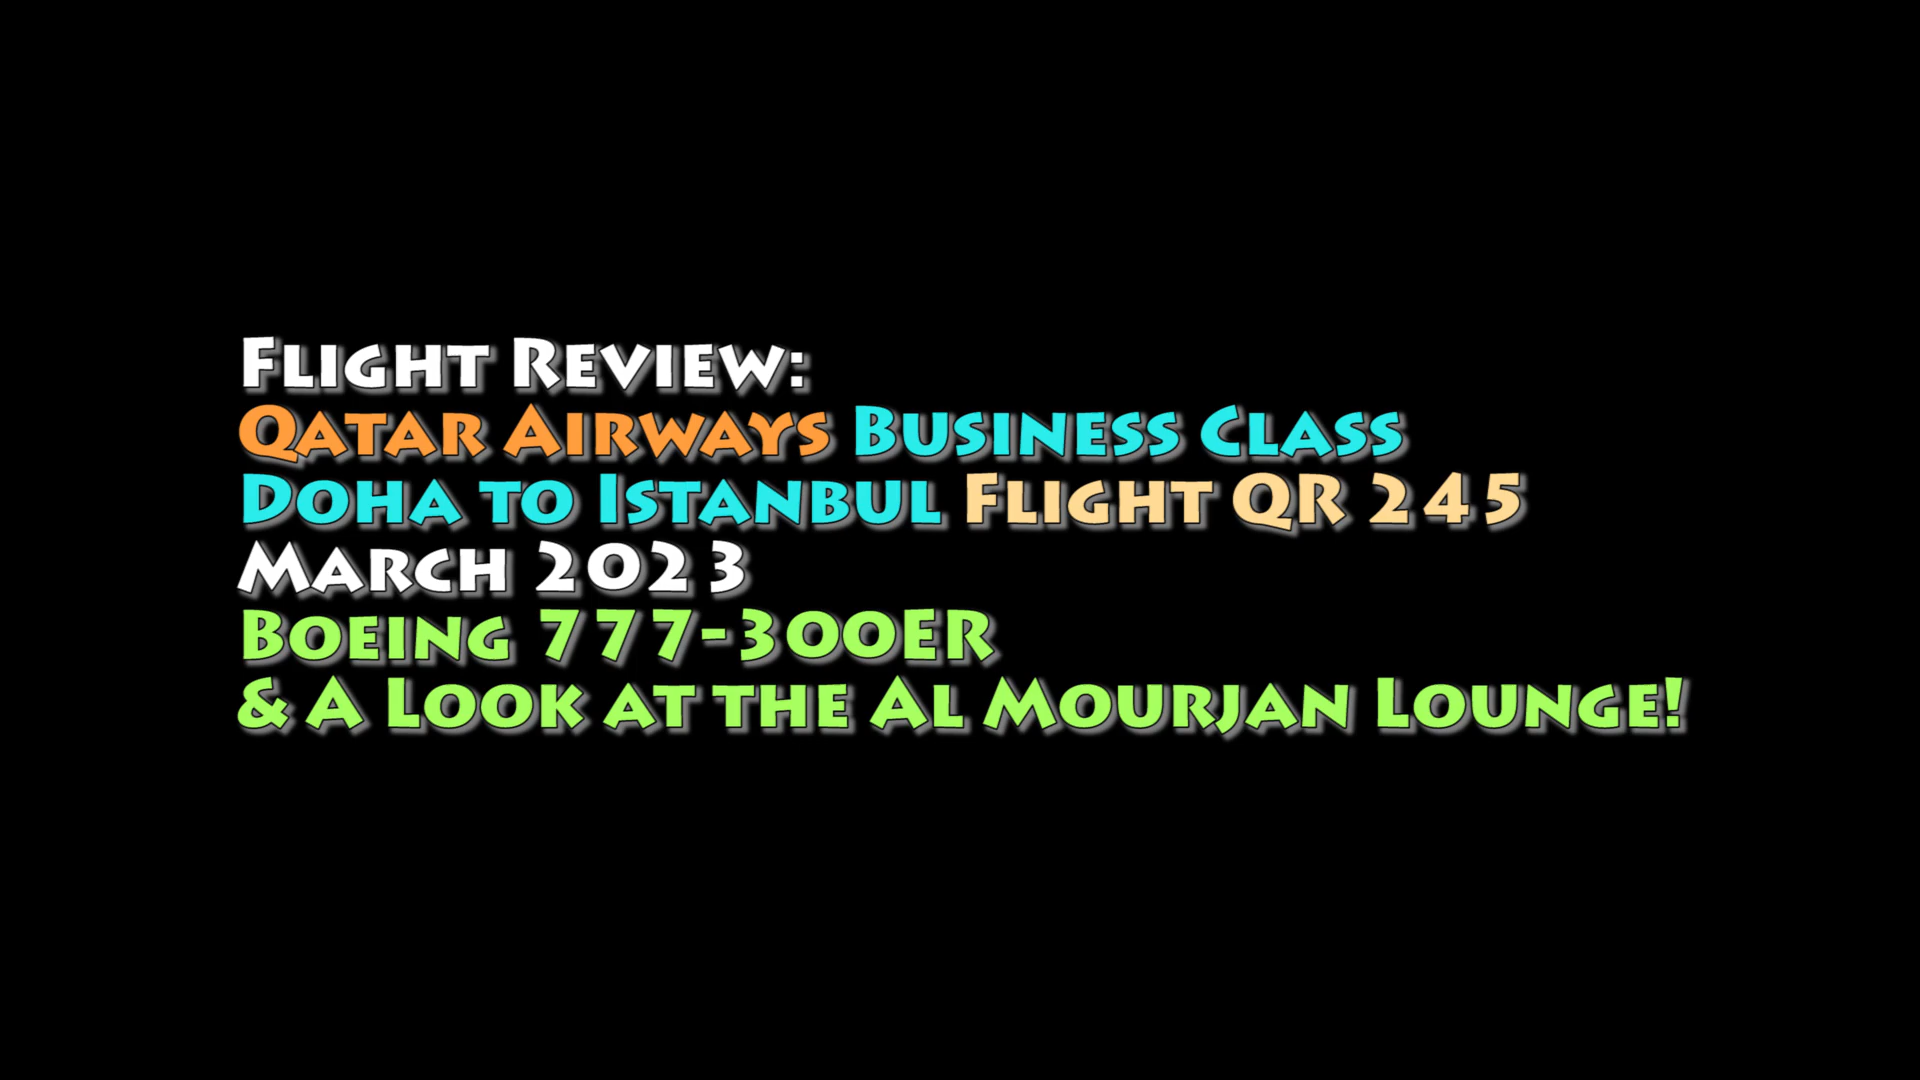 Flight Review:
Qatar Airways Business Class
Doha to Istanbul Flight QR 245
March 2023
Boeing 777-300ER
& A Look at the Al Mourjan Lounge!